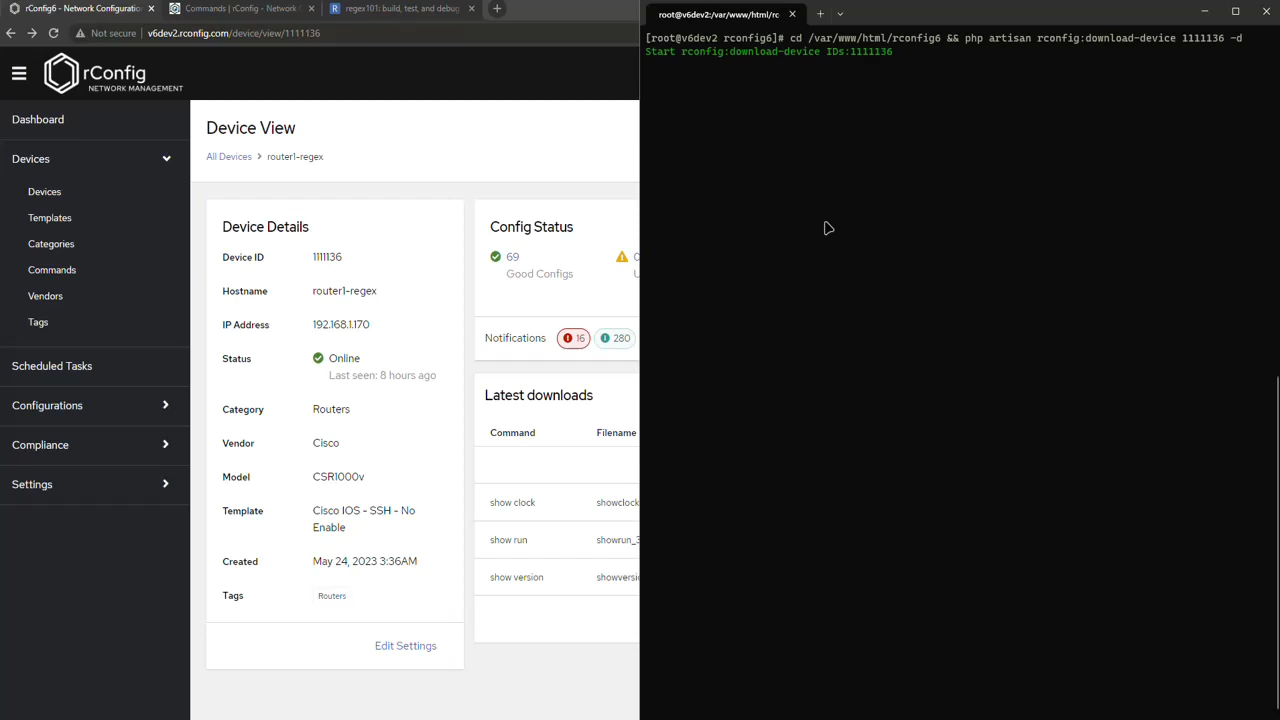 rConfig6 - Network Configuratio
Commands | rConfig - Network C
regex101: build, test, and debug
Not secure
v6dev2.rconfig.com/device/view/1111136
rConfig
NETWORK MANAGEMENT
Dashboard
Devices
Devices
Templates
Categories
Commands
Vendors
Tags
Scheduled Tasks
Configurations
Compliance
Settings
Device View
All Devices > router1-regex
Device Details
Device ID 1111136
Hostname router1-regex
IP Address 192.168.1.170
Status Online
Last seen: 8 hours ago
Category Routers
Vendor Cisco
Model CSR1000v
Template Cisco IOS - SSH - No
Enable
Created May 24, 2023 3:36AM
Tags Routers
Edit Settings
Config Status
69
Good Configs
Notifications 16 280
Latest downloads
Command Filename
show clock showclock
show run showrun_3
show version showversi
root@v6dev2:/var/www/html/rc
[root@v6dev2 rconfig6]# cd /var/www/html/rconfig6 && php artisan rconfig:download-device 1111136 -d
Start rconfig:download-device IDs:1111136